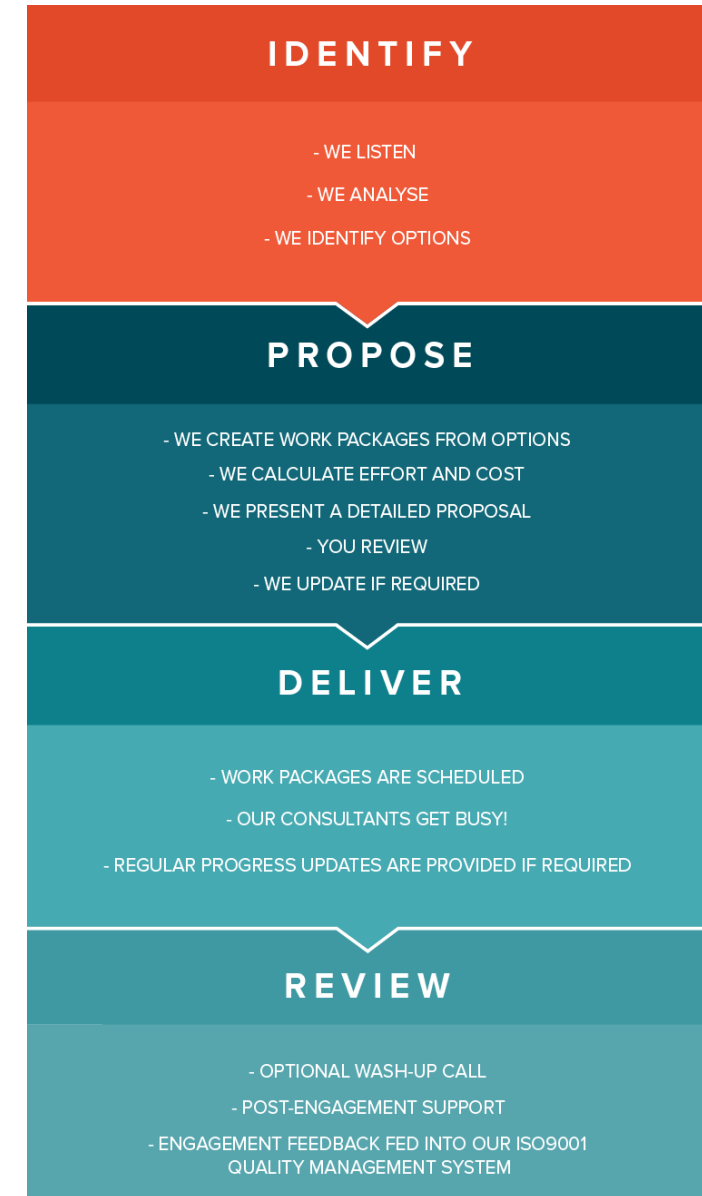 IDENTIFY
- WE LISTEN
- WE ANALYSE
- WE IDENTIFY OPTIONS
PROPOSE
- WE CREATE WORK PACKAGES FROM OPTIONS
- WE CALCULATE EFFORT AND COST
- WE PRESENT A DETAILED PROPOSAL
- YOU REVIEW
- WE UPDATE IF REQUIRED
DELIVER
- WORK PACKAGES ARE SCHEDULED
- OUR CONSULTANTS GET BUSY!
- REGULAR PROGRESS UPDATES ARE PROVIDED IF REQUIRED
REVIEW
- OPTIONAL WASH-UP CALL
- POST-ENGAGEMENT SUPPORT
- ENGAGEMENT FEEDBACK FED INTO OUR ISO9001
QUALITY MANAGEMENT SYSTEM